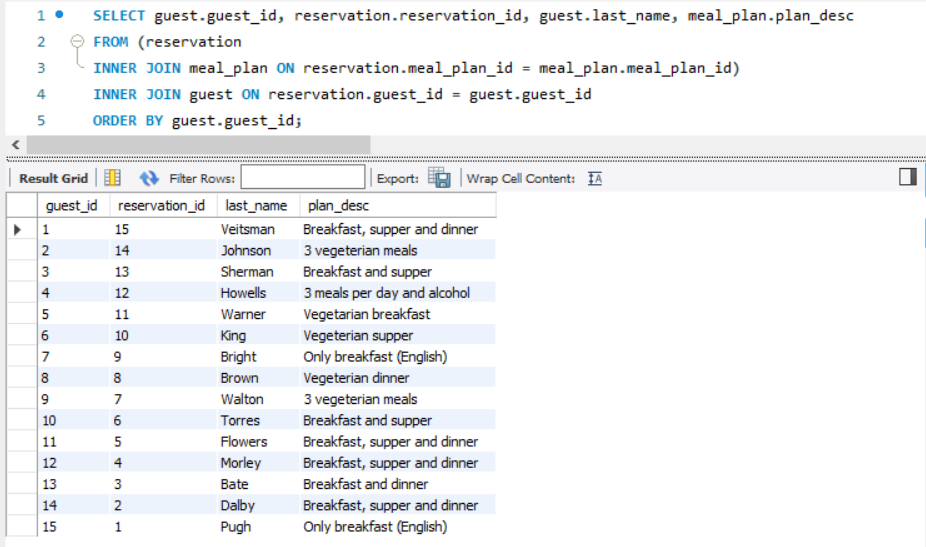 1 SELECT guest.guest_id, reservation.reservation_id, guest.last_name, meal_plan.plan_desc
2 FROM (reservation
3 INNER JOIN meal_plan ON reservation.meal_plan_id = meal_plan.meal_plan_id)
4 INNER JOIN guest ON reservation.guest_id = guest.guest_id
5 ORDER BY guest.guest_id;
Result Grid Filter Rows: Export: Wrap Cell Content: IA
guest_id reservation_id last_name plan_desc
1 15 Veitsman Breakfast, supper and dinner
2 14 Johnson 3 vegeterian meals
3 13 Sherman Breakfast and supper
4 12 Howells 3 meals per day and alcohol
5 11 Warner Vegetarian breakfast
6 10 King Vegeterian supper
7 9 Bright Only breakfast (English)
8 8 Brown Vegeterian dinner
9 7 Walton 3 vegeterian meals
10 6 Torres Breakfast and supper
11 5 Flowers Breakfast, supper and dinner
12 4 Morley Breakfast, supper and dinner
13 3 Bate Breakfast and dinner
14 2 Dalby Breakfast, supper and dinner
15 1 Pugh Only breakfast (English)